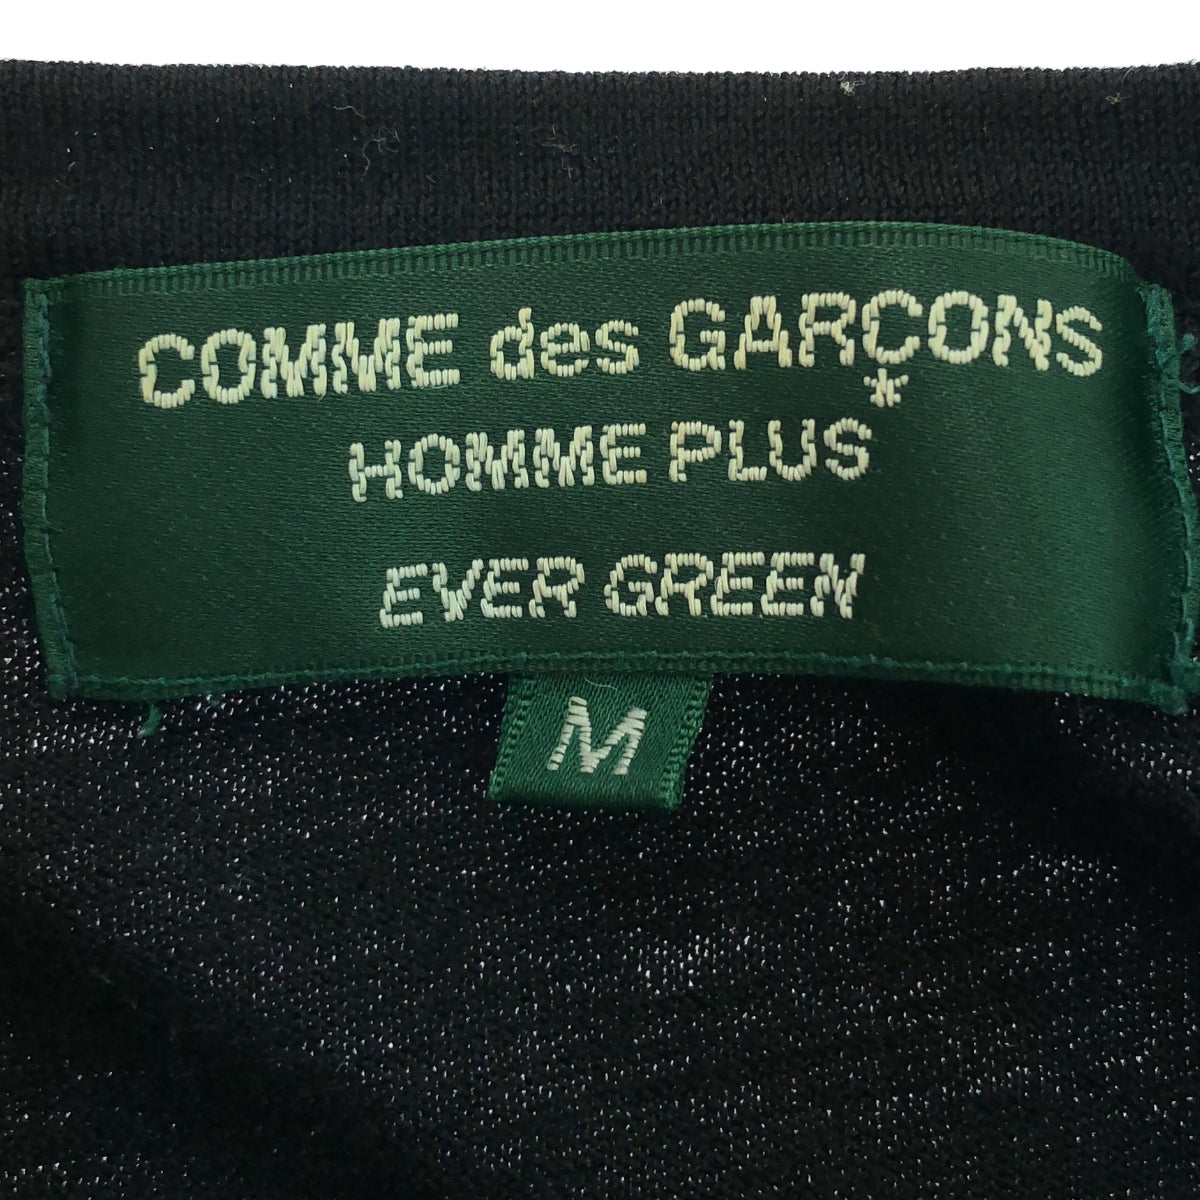 COMME des GARÇONS
*
HOMME PLUS
EVER GREEN
M